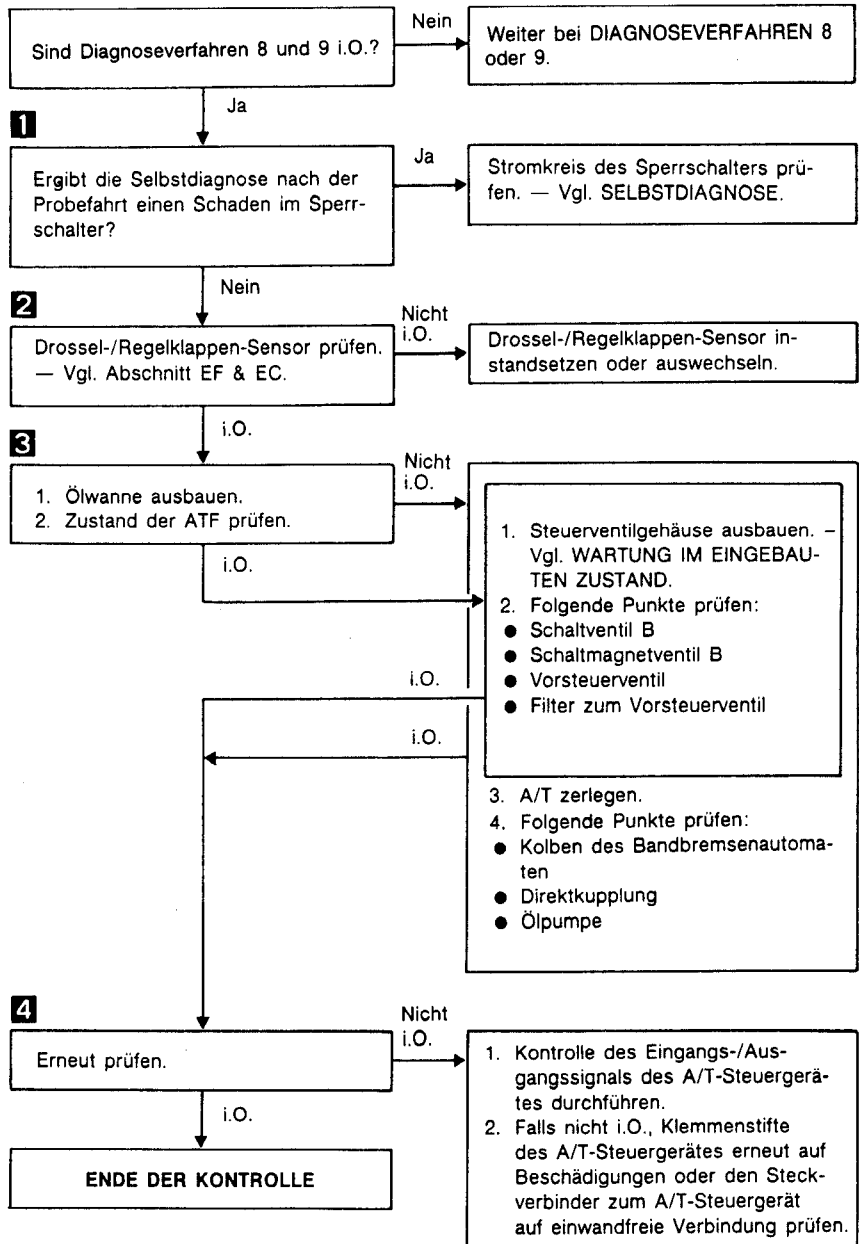 Sind Diagnoseverfahren 8 und 9 i.O.?
Nein
Weiter bei DIAGNOSEVERFAHREN 8
oder 9.
Ja
1
Ergibt die Selbstdiagnose nach der
Probefahrt einen Schaden im Sperr-
schalter?
Ja
Stromkreis des Sperrschalters prü-
fen. — Vgl. SELBSTDIAGNOSE.
Nein
2
Drossel-/Regelklappen-Sensor prüfen.
— Vgl. Abschnitt EF & EC.
Nicht
i.O.
Drossel-/Regelklappen-Sensor in-
standsetzen oder auswechseln.
i.O.
3
1. Ölwanne ausbauen.
2. Zustand der ATF prüfen.
Nicht
i.O.
i.O.
1. Steuerventilgehäuse ausbauen. –
Vgl. WARTUNG IM EINGEBAU-
TEN ZUSTAND.
2. Folgende Punkte prüfen:
● Schaltventil B
● Schaltmagnetventil B
● Vorsteuerventil
● Filter zum Vorsteuerventil
i.O.
i.O.
3. A/T zerlegen.
4. Folgende Punkte prüfen:
● Kolben des Bandbremsenautoma-
ten
● Direktkupplung
● Ölpumpe
4
Erneut prüfen.
Nicht
i.O.
1. Kontrolle des Eingangs-/Aus-
gangssignals des A/T-Steuergerä-
tes durchführen.
2. Falls nicht i.O., Klemmenstifte
des A/T-Steuergerätes erneut auf
Beschädigungen oder den Steck-
verbinder zum A/T-Steuergerät
auf einwandfreie Verbindung prüfen.
i.O.
ENDE DER KONTROLLE